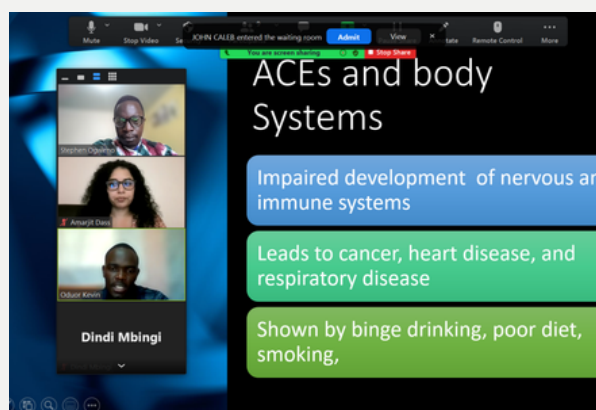 JOHN CALEB entered the waiting room
Admit
View
Mute
Stop Video
Remote Control
More
You are screen sharing
Stop Share
ACEs and body
Systems
Stephen
Amarjit Dass
Oduor Kevin
Dindi Mbingi
Impaired development of nervous an
immune systems
Leads to cancer, heart disease, and
respiratory disease
Shown by binge drinking, poor diet,
smoking,